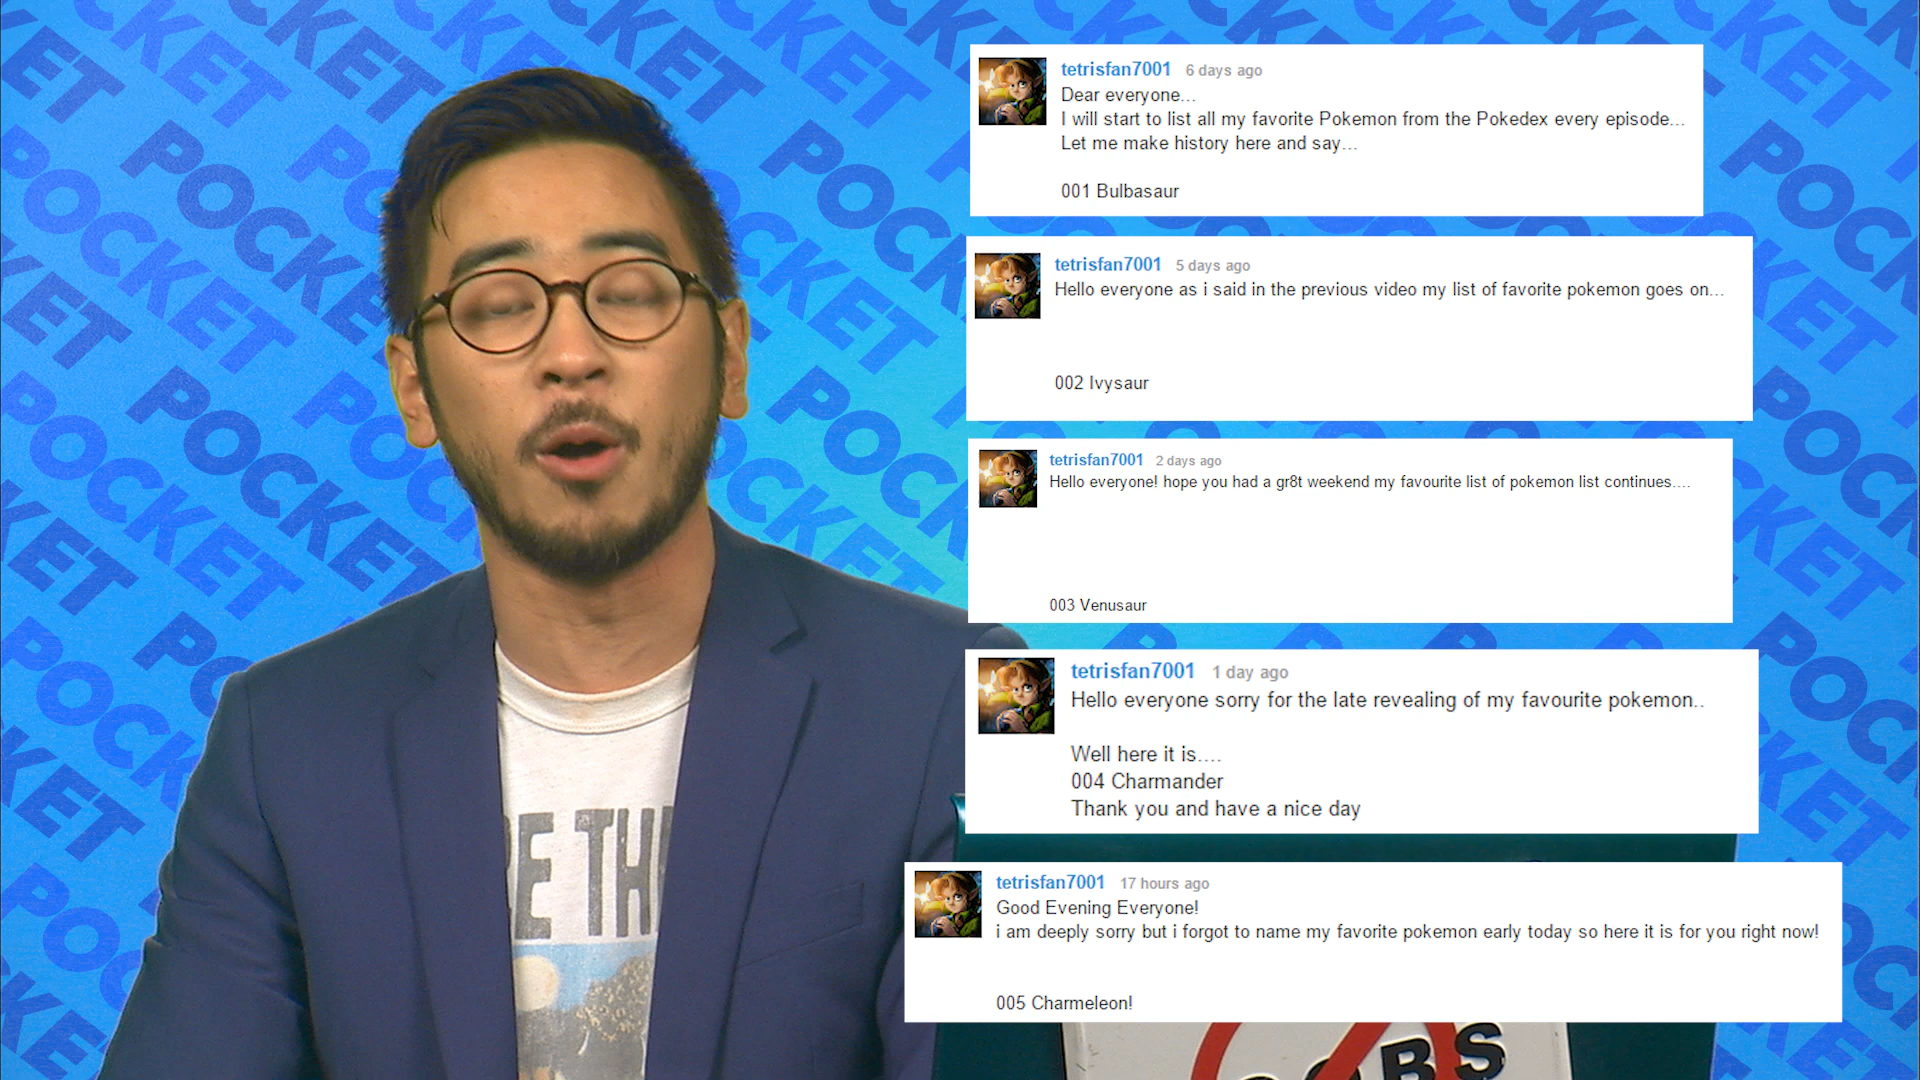 POCKET
tetrisfan7001 6 days ago
Dear everyone...
I will start to list all my favorite Pokemon from the Pokedex every episode...
Let me make history here and say...
001 Bulbasaur
tetrisfan7001 5 days ago
Hello everyone as i said in the previous video my list of favorite pokemon goes on...
002 Ivysaur
tetrisfan7001 2 days ago
Hello everyone! hope you had a gr8t weekend my favourite list of pokemon list continues....
003 Venusaur
tetrisfan7001 1 day ago
Hello everyone sorry for the late revealing of my favourite pokemon..
Well here it is....
004 Charmander
Thank you and have a nice day
tetrisfan7001 17 hours ago
Good Evening Everyone!
i am deeply sorry but i forgot to name my favorite pokemon early today so here it is for you right now!
005 Charmeleon!